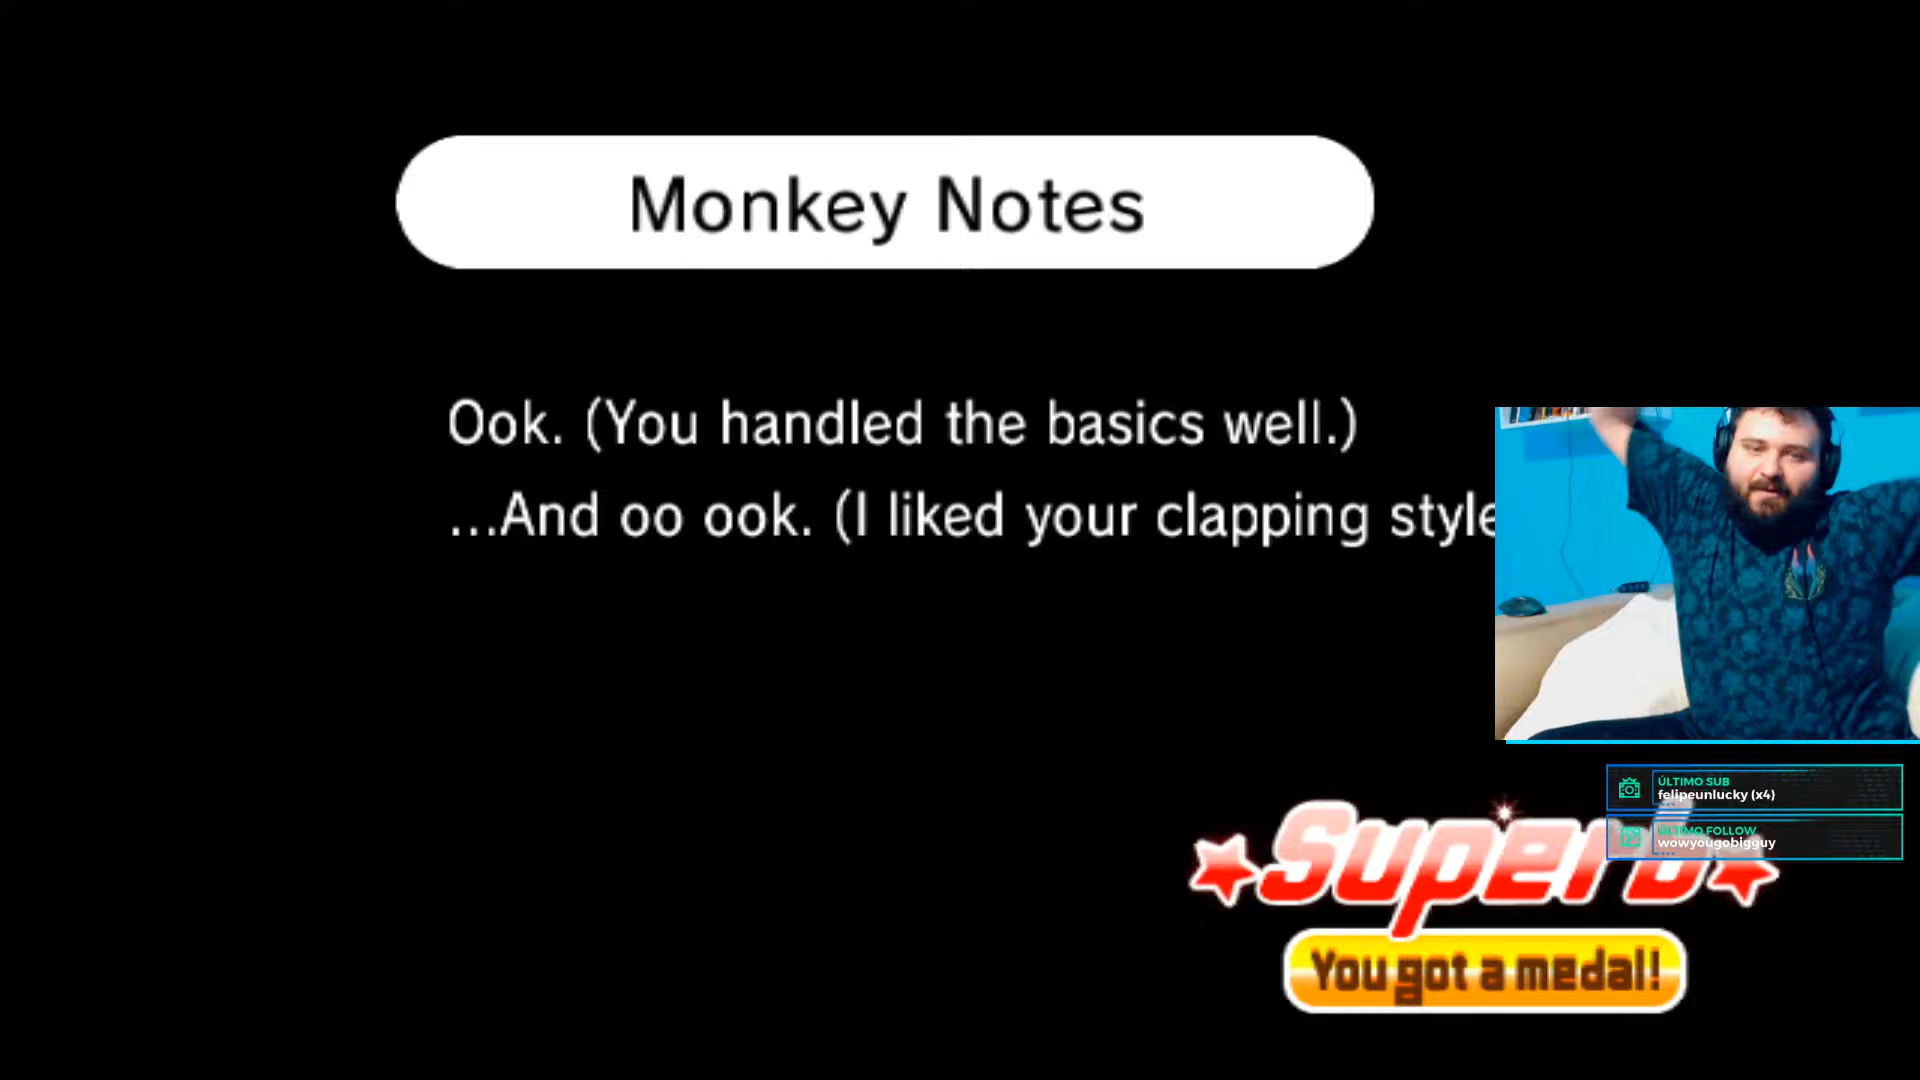 Monkey Notes
Ook. (You handled the basics well.)
...And oo ook. (I liked your clapping style
ÚLTIMO SUB
felipeunlucky (x4)
ÚLTIMO FOLLOW
wowyougobigguy
Superb
You got a medal!